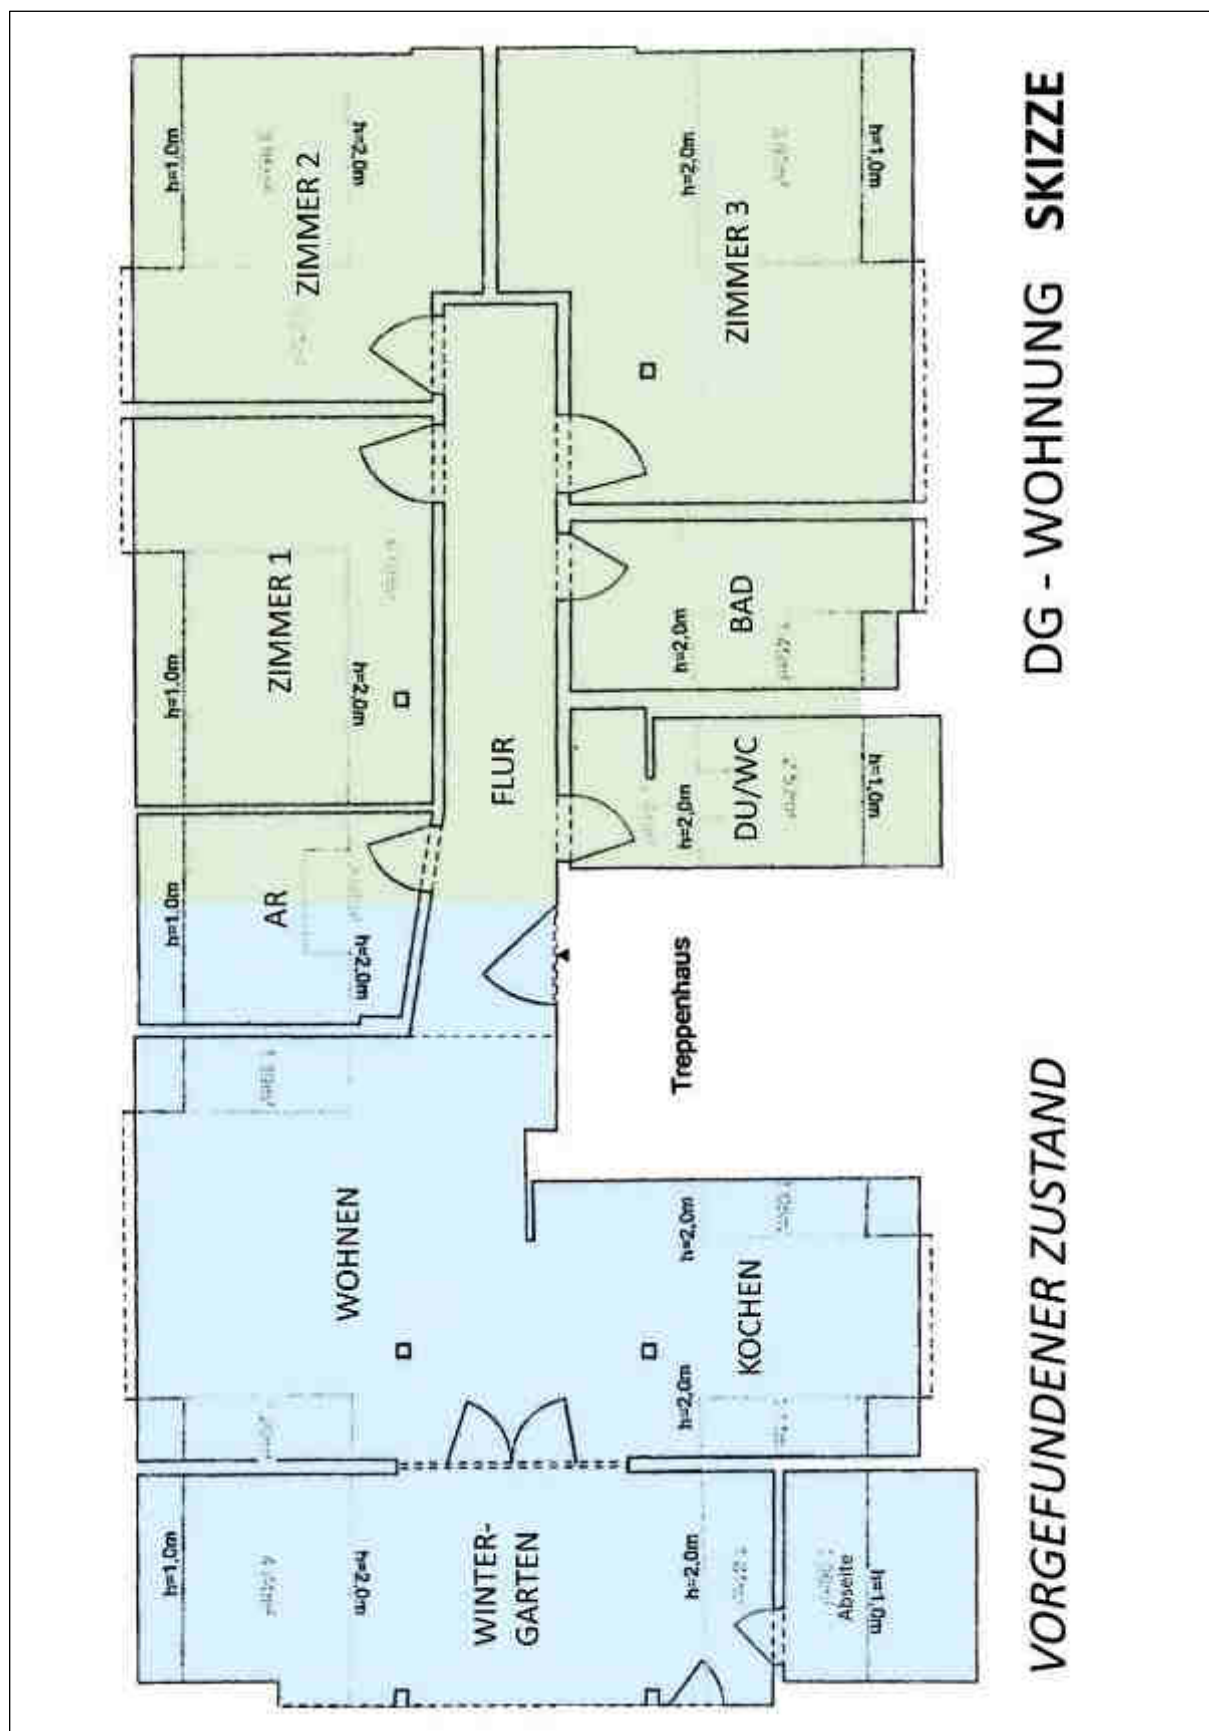 h=1,0m
h=2,0m
ZIMMER 2
h=2,0m
h=1,0m
ZIMMER 3
h=1,0m
h=2,0m
ZIMMER 1
h=2,0m
BAD
FLUR
h=2,0m
DU/WC
h=1,0m
h=1,0m
h=2,0m
AR
Treppenhaus
WOHNEN
h=2,0m
h=2,0m
KOCHEN
h=1,0m
h=2,0m
WINTER-
GARTEN
h=2,0m
Abseite
h=1,0m
DG - WOHNUNG SKIZZE
VORGEFUNDENER ZUSTAND